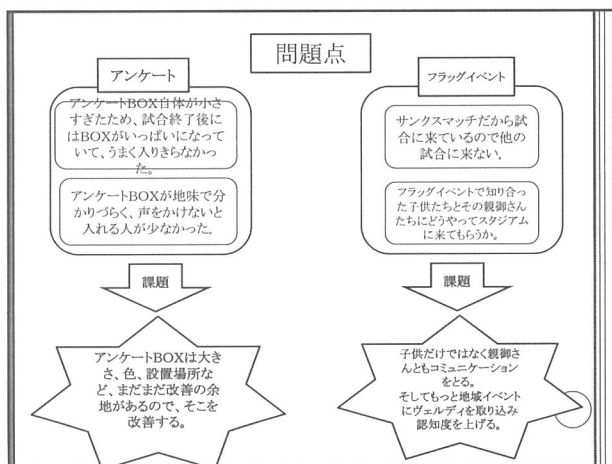 問題点
アンケート
アンケートBOX自体が小さ
すぎたため、試合終了後に
はBOXがいっぱいになって
いて、うまく入りきらなかっ
た。
アンケートBOXが地味で分
かりづらく、声をかけないと
入れる人が少なかった。
課題
アンケートBOXは大き
さ、色、設置場所な
ど、まだまだ改善の余
地があるので、そこを
改善する。
フラッグイベント
サンクスマッチだから試
合に来ているので他の
試合に来ない。
フラッグイベントで知り合っ
た子供たちとその親御さん
たちにどうやってスタジアム
に来てもらうか。
課題
子供だけではなく親御さ
んともコミュニケーション
をとる。
そしてもっと地域イベント
にヴェルディを取り込み
認知度を上げる。